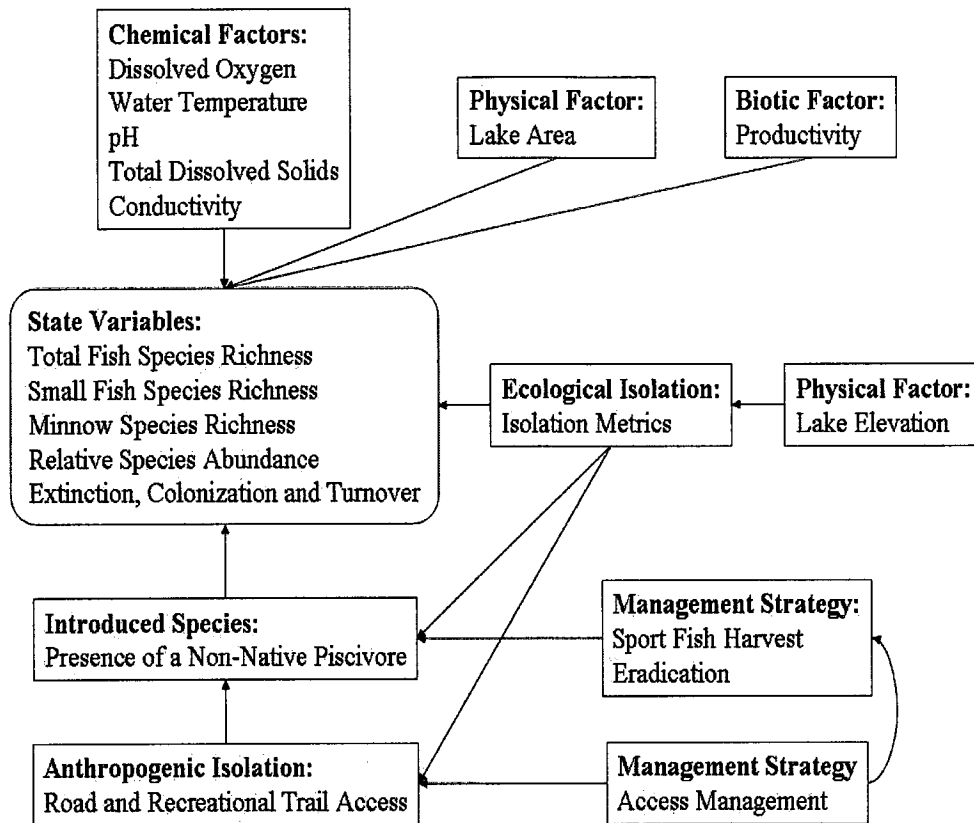 Chemical Factors:
Dissolved Oxygen
Water Temperature
pH
Total Dissolved Solids
Conductivity
Physical Factor:
Lake Area
Biotic Factor:
Productivity
State Variables:
Total Fish Species Richness
Small Fish Species Richness
Minnow Species Richness
Relative Species Abundance
Extinction, Colonization and Turnover
Ecological Isolation:
Isolation Metrics
Physical Factor:
Lake Elevation
Introduced Species:
Presence of a Non-Native Piscivore
Management Strategy:
Sport Fish Harvest
Eradication
Anthropogenic Isolation:
Road and Recreational Trail Access
Management Strategy
Access Management